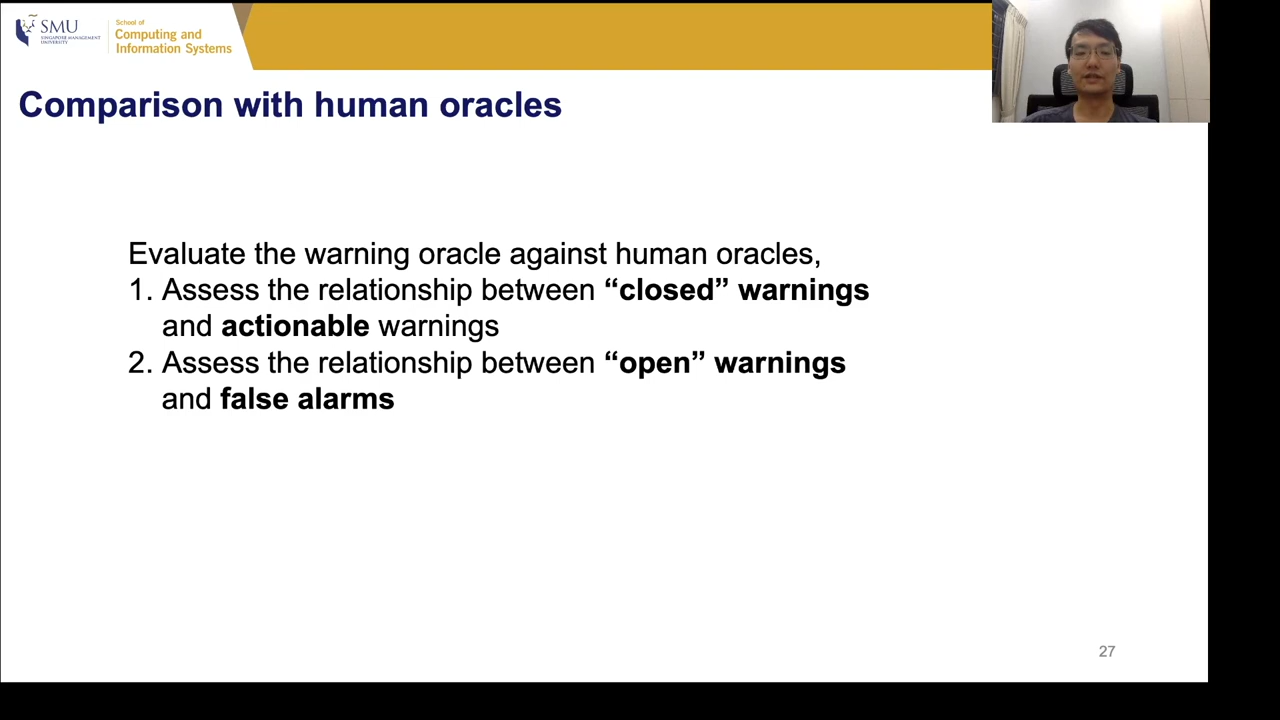 SMU
SINGAPORE MANAGEMENT
UNIVERSITY
School of
Computing and
Information Systems
Comparison with human oracles
Evaluate the warning oracle against human oracles,
1. Assess the relationship between “closed” warnings
and actionable warnings
2. Assess the relationship between “open” warnings
and false alarms
27